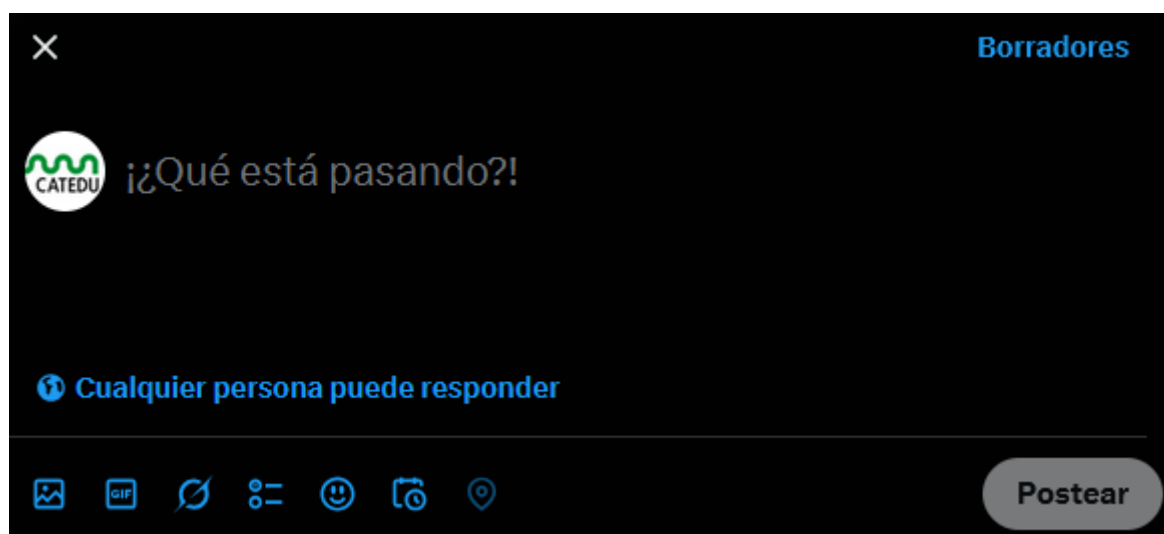 Borradores
CATEDU
¡¿Qué está pasando?!
Cualquier persona puede responder
GIF
Postear